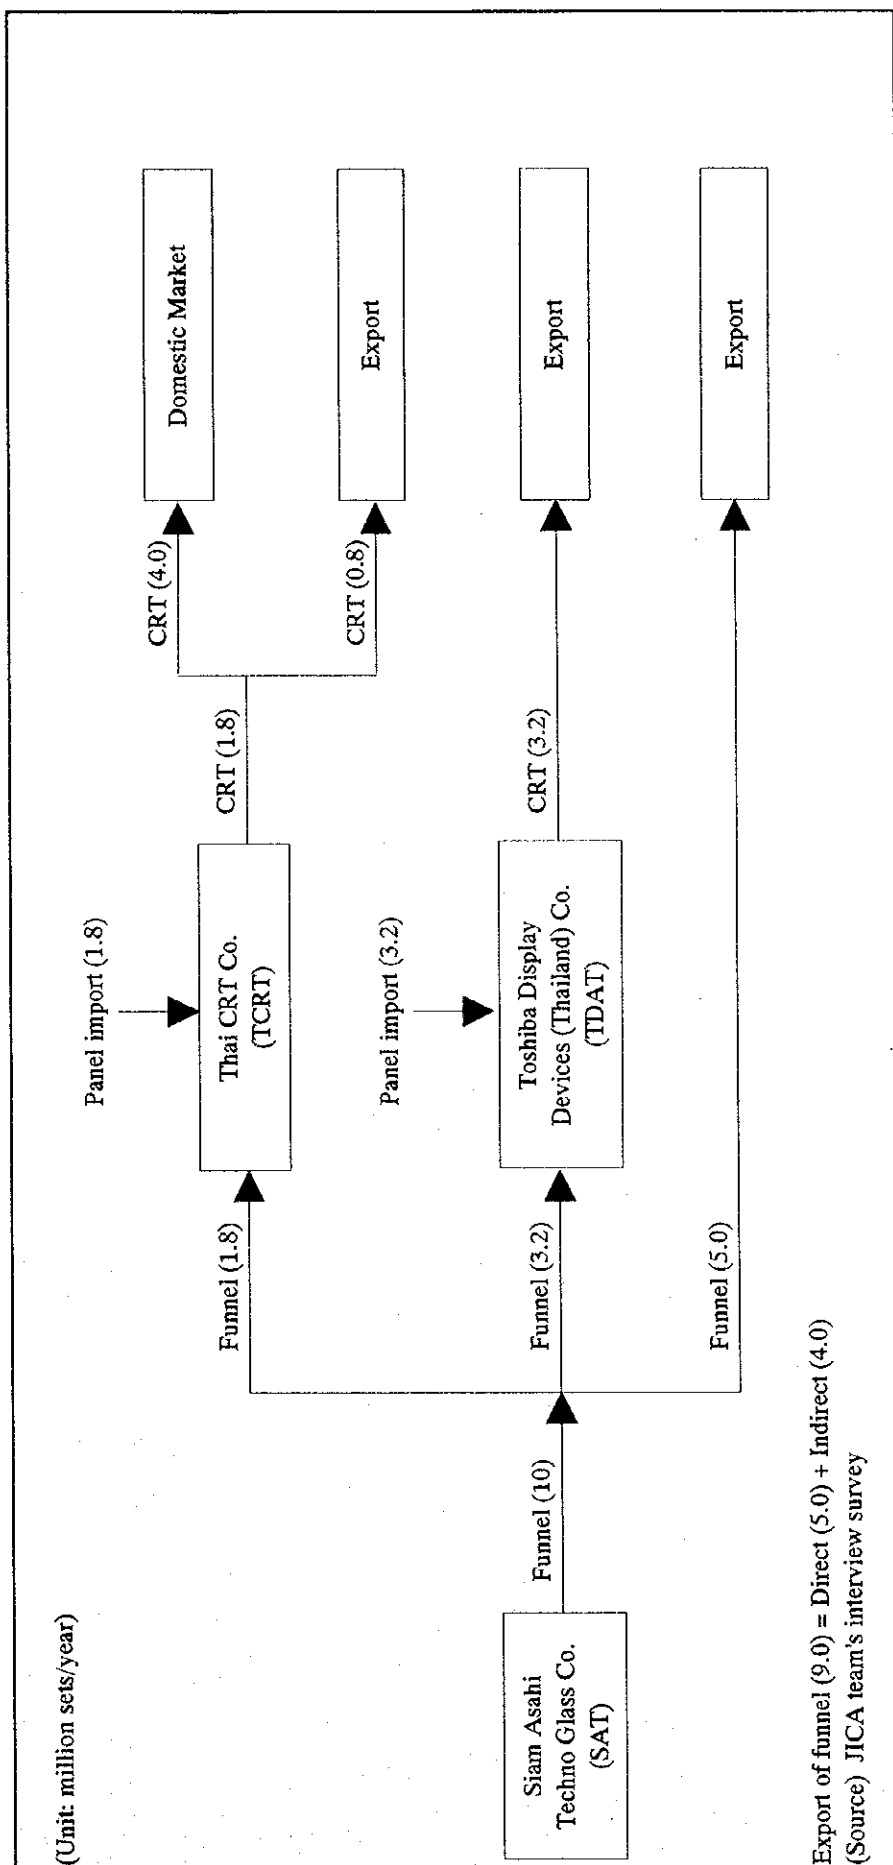 (Unit: million sets/year)
Siam Asahi
Techno Glass Co.
(SAT)
Funnel (10)
Funnel (1.8)
Funnel (3.2)
Funnel (5.0)
Panel import (1.8)
Thai CRT Co.
(TCRT)
Panel import (3.2)
Toshiba Display
Devices (Thailand) Co.
(TDAT)
CRT (1.8)
CRT (4.0)
CRT (0.8)
CRT (3.2)
Domestic Market
Export
Export
Export
Export of funnel (9.0) = Direct (5.0) + Indirect (4.0)
(Source) JICA team's interview survey